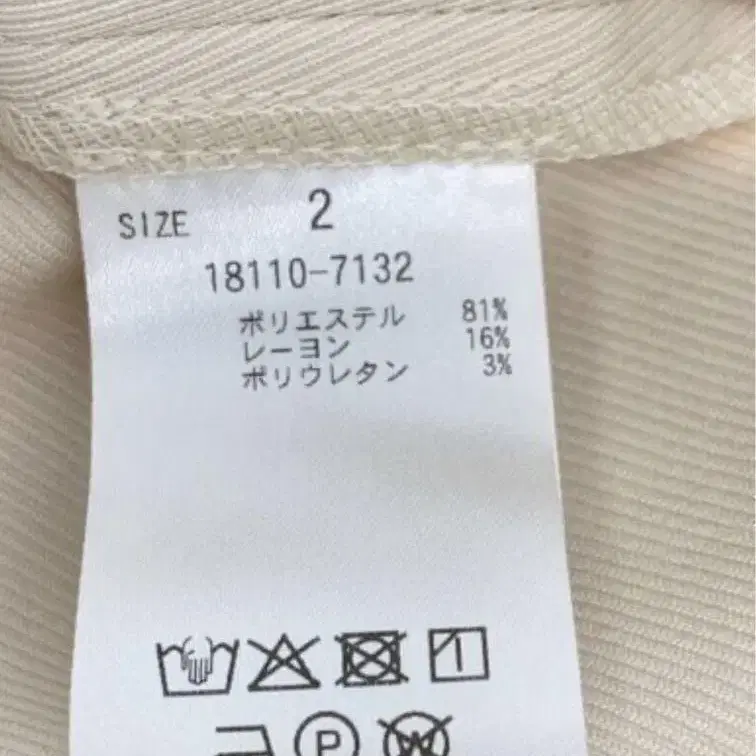 SIZE 2
18110-7132
ポリエステル 81%
レーヨン 16%
ポリウレタン 3%
P W